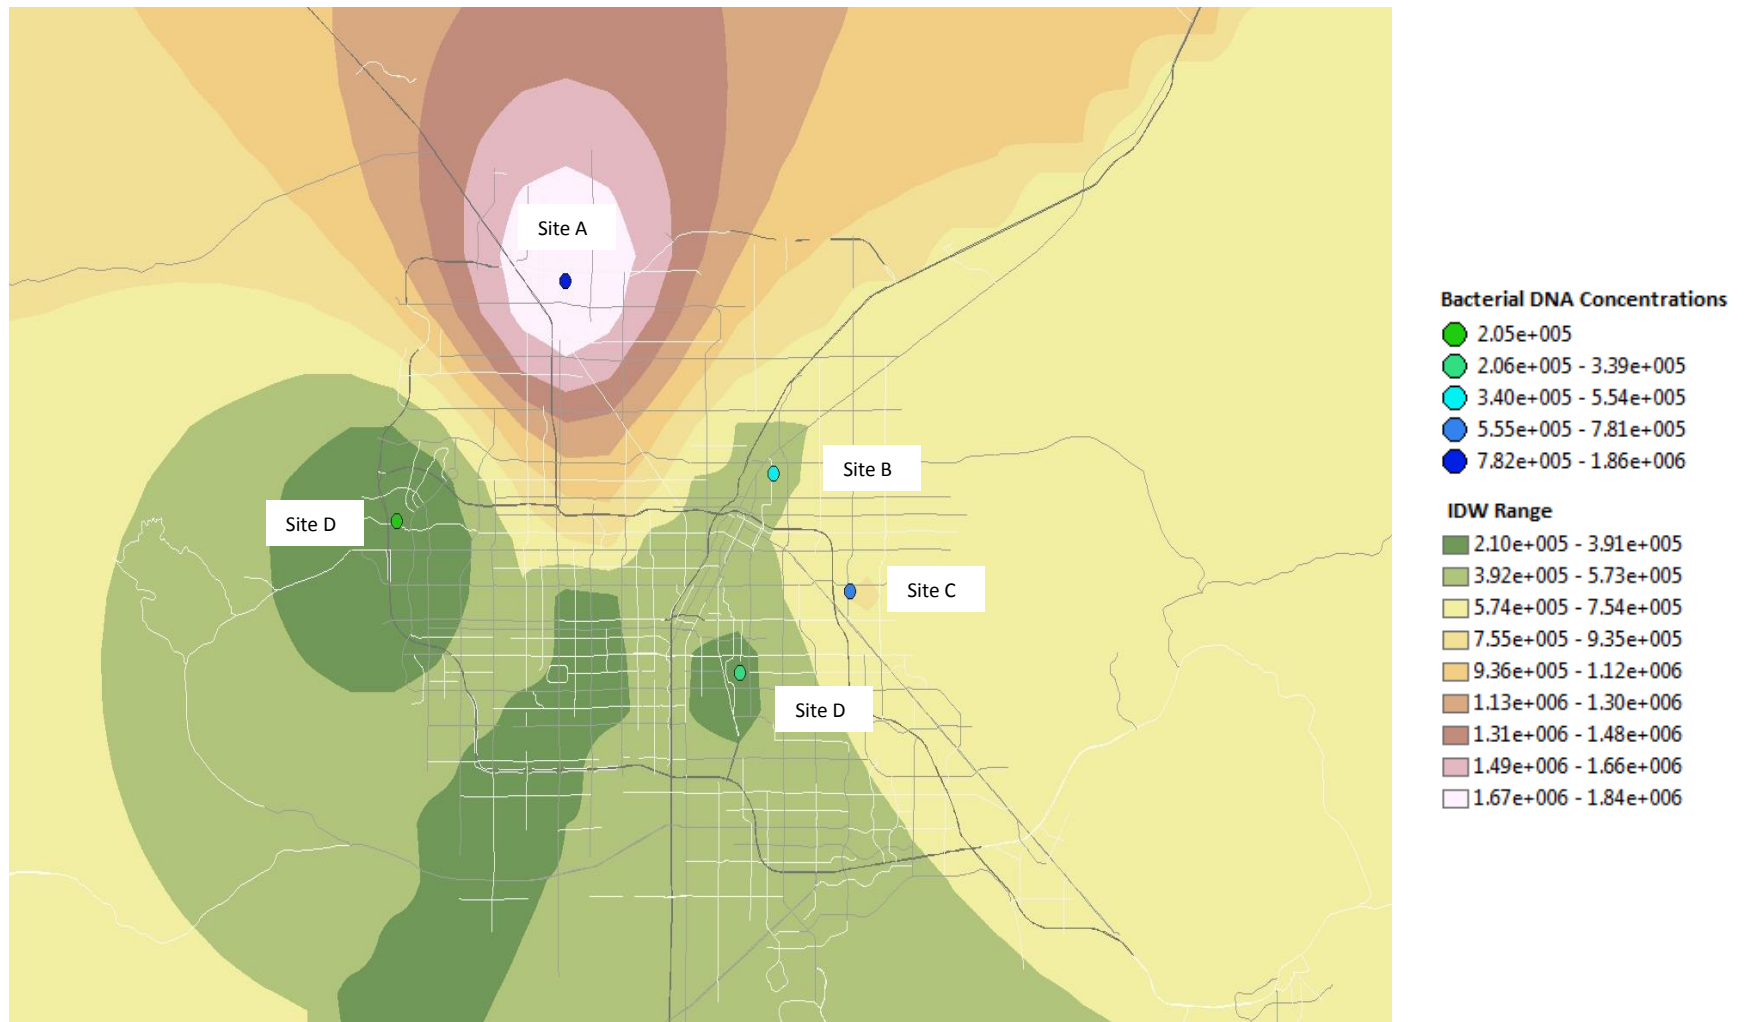 Site A
Site B
Site D
Site C
Site D
Bacterial DNA Concentrations
2.05e+005
2.06e+005 - 3.39e+005
3.40e+005 - 5.54e+005
5.55e+005 - 7.81e+005
7.82e+005 - 1.86e+006
IDW Range
2.10e+005 - 3.91e+005
3.92e+005 - 5.73e+005
5.74e+005 - 7.54e+005
7.55e+005 - 9.35e+005
9.36e+005 - 1.12e+006
1.13e+006 - 1.30e+006
1.31e+006 - 1.48e+006
1.49e+006 - 1.66e+006
1.67e+006 - 1.84e+006